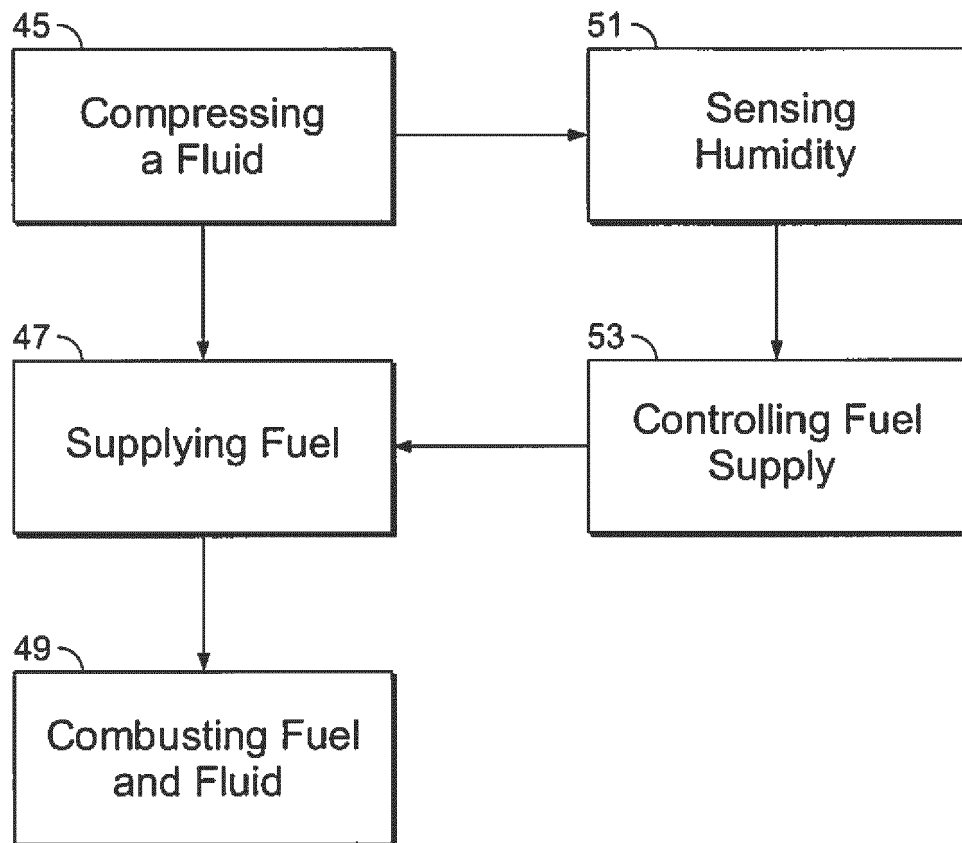 45
Compressing
a Fluid
51
Sensing
Humidity
47
Supplying Fuel
53
Controlling Fuel
Supply
49
Combusting Fuel
and Fluid